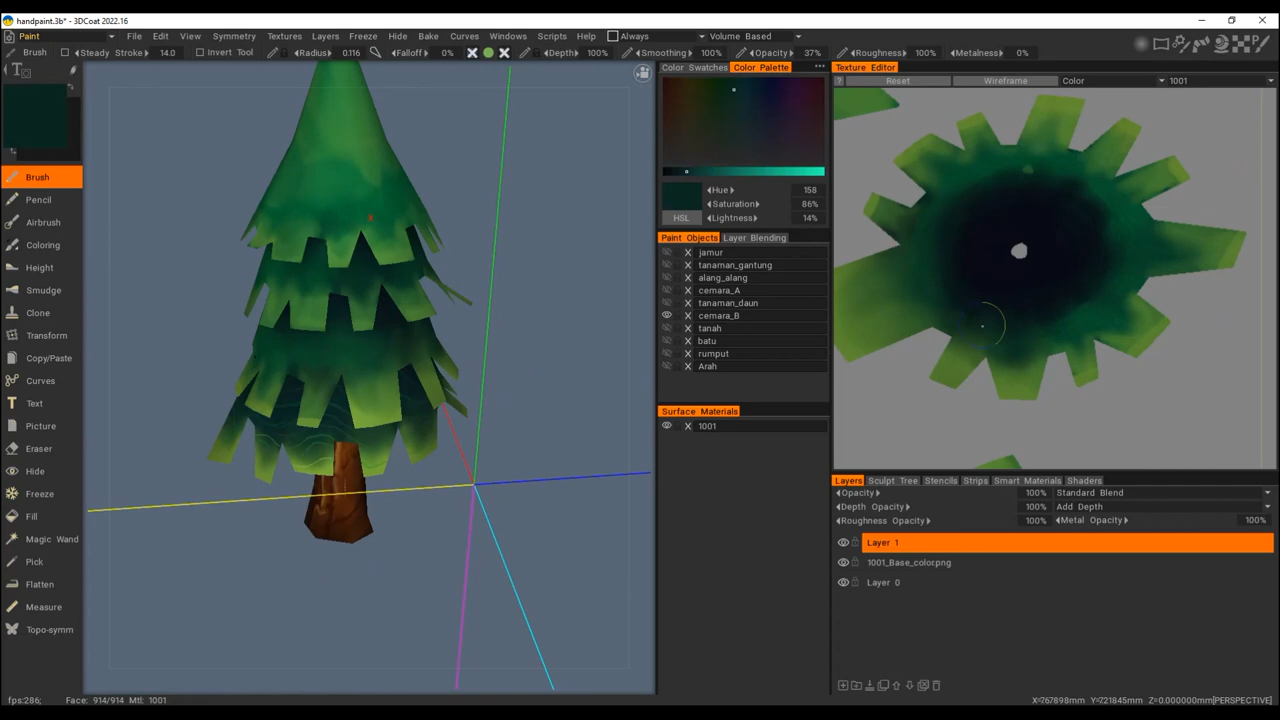 handpaint.3b* - 3DCoat 2022.16
Paint File Edit View Symmetry Textures Layers Freeze Hide Bake Curves Windows Scripts Help Always Volume Based
Brush Steady Stroke 14.0 Invert Tool Radius 0.116 Falloff 0% Depth 100% Smoothing 100% Opacity 37% Roughness 100% Metalness 0%
Color Swatches Color Palette ••• Texture Editor
? Reset Wireframe Color 1001
Brush
Pencil
Airbrush
Coloring
Height
Smudge
Clone
Transform
Copy/Paste
Curves
Text
Picture
Eraser
Hide
Freeze
Fill
Magic Wand
Pick
Flatten
Measure
Topo-symm
Hue 158
Saturation 86%
HSL Lightness 14%
Paint Objects Layer Blending
X jamur
X tanaman_gantung
X alang_alang
X cemara_A
X tanaman_daun
X cemara_B
X tanah
X batu
X rumput
X Arah
Surface Materials
X 1001
Layers Sculpt Tree Stencils Strips Smart Materials Shaders
Opacity 100% Standard Blend
Depth Opacity 100% Add Depth
Roughness Opacity 100% Metal Opacity 100%
Layer 1
1001_Base_color.png
Layer 0
fps:286; Face: 914/914 Mtl: 1001 X=767898mm Y=721845mm Z=0.000000mm[PERSPECTIVE]